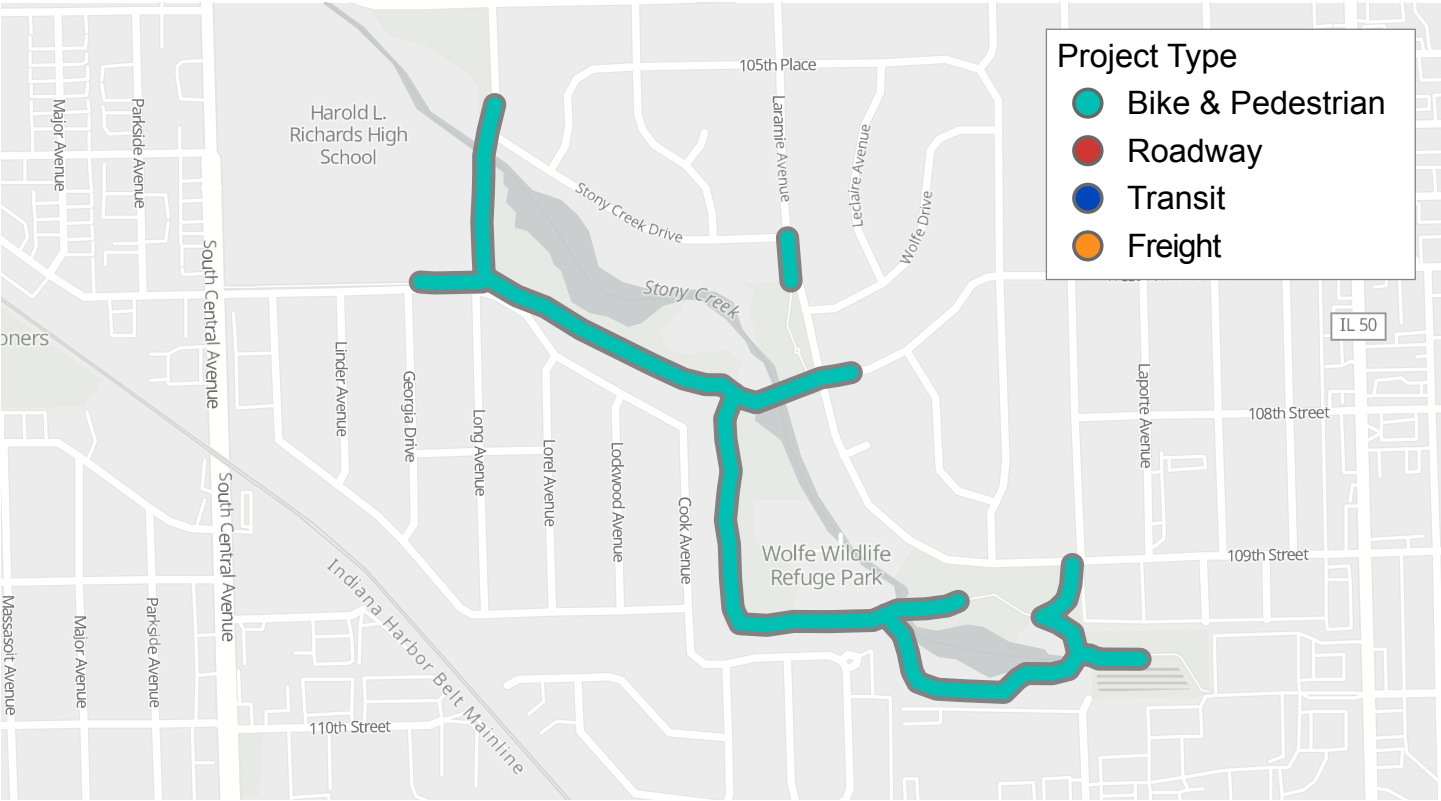 105th Place
Harold L.
Richards High
School
Major Avenue
Parkside Avenue
Laramie Avenue
Leclaire Avenue
Wolfe Drive
Stony Creek Drive
Stony Creek
South Central Avenue
oners
Linder Avenue
Georgia Drive
Long Avenue
Lorel Avenue
Lockwood Avenue
Cook Avenue
Laporte Avenue
IL 50
108th Street
109th Street
Wolfe Wildlife
Refuge Park
South Central Avenue
Indiana Harbor Belt Mainline
Massasoit Avenue
Major Avenue
Parkside Avenue
110th Street
Project Type
Bike & Pedestrian
Roadway
Transit
Freight